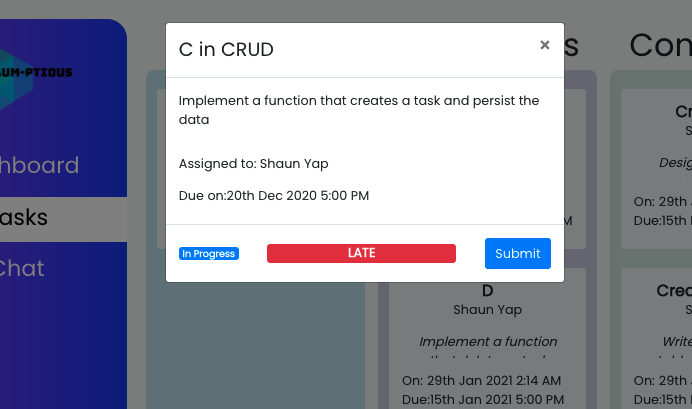 C in CRUD
×
Implement a function that creates a task and persist the
data
Assigned to: Shaun Yap
Due on:20th Dec 2020 5:00 PM
In Progress
LATE
Submit
UM-PTIOUS
hboard
asks
Chat
s
Con
M
D
Shaun Yap
Implement a function
On: 29th Jan 2021 2:14 AM
Due:15th Jan 2021 5:00 PM
Cr
S
Desig
On: 29th
Due:15th
Crea
S
Write
On: 29th
Due:15th